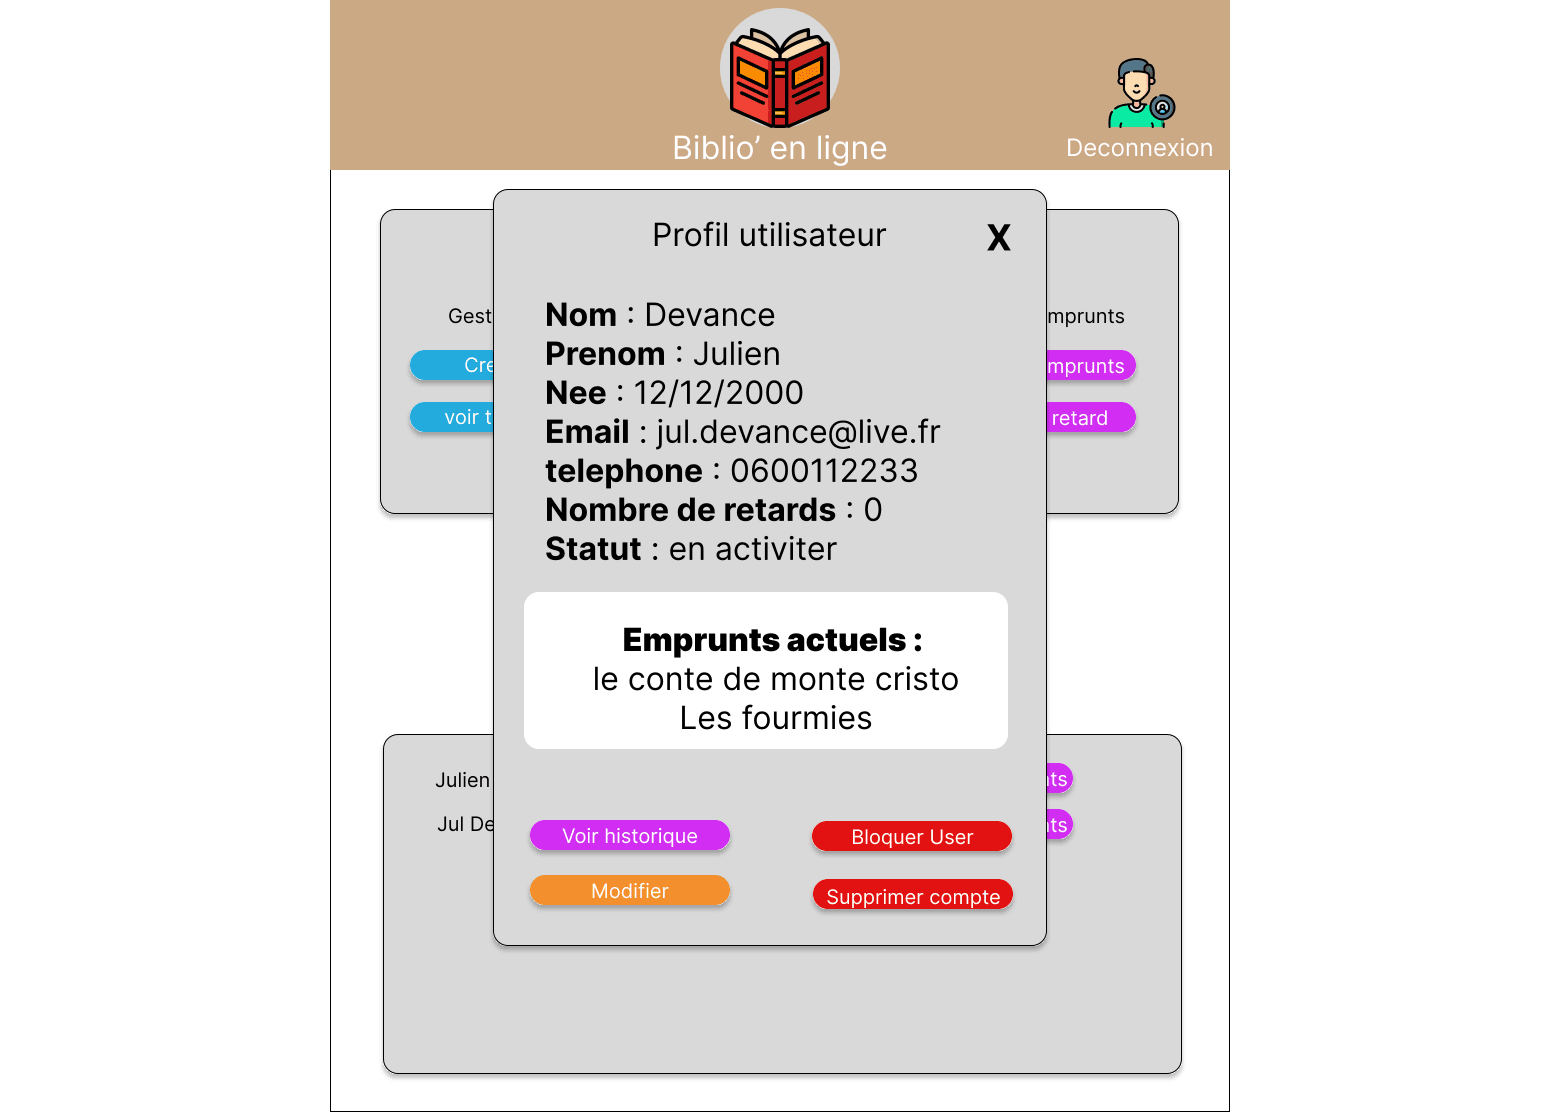 Biblio’ en ligne
Deconnexion
Profil utilisateur
X
Nom : Devance
Prenom : Julien
Nee : 12/12/2000
Email : jul.devance@live.fr
telephone : 0600112233
Nombre de retards : 0
Statut : en activiter
Gest
mprunts
Cre
mprunts
voir t
retard
Emprunts actuels :
le conte de monte cristo
Les fourmies
Julien
nts
Jul De
nts
Voir historique
Bloquer User
Modifier
Supprimer compte